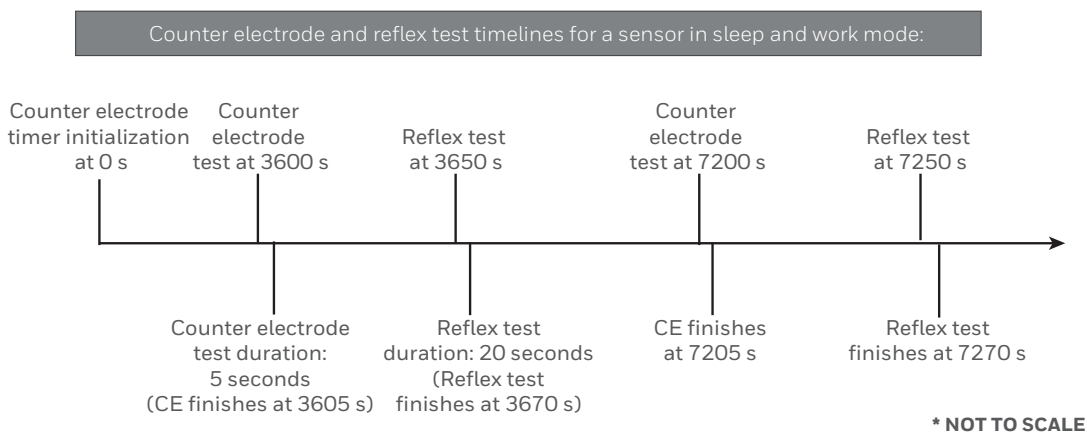 Counter electrode and reflex test timelines for a sensor in sleep and work mode:
Counter electrode
timer initialization
at 0 s
Counter
electrode
test at 3600 s
Reflex test
at 3650 s
Counter
electrode
test at 7200 s
Reflex test
at 7250 s
Counter electrode
test duration:
5 seconds
(CE finishes at 3605 s)
Reflex test
duration: 20 seconds
(Reflex test
finishes at 3670 s)
CE finishes
at 7205 s
Reflex test
finishes at 7270 s
* NOT TO SCALE